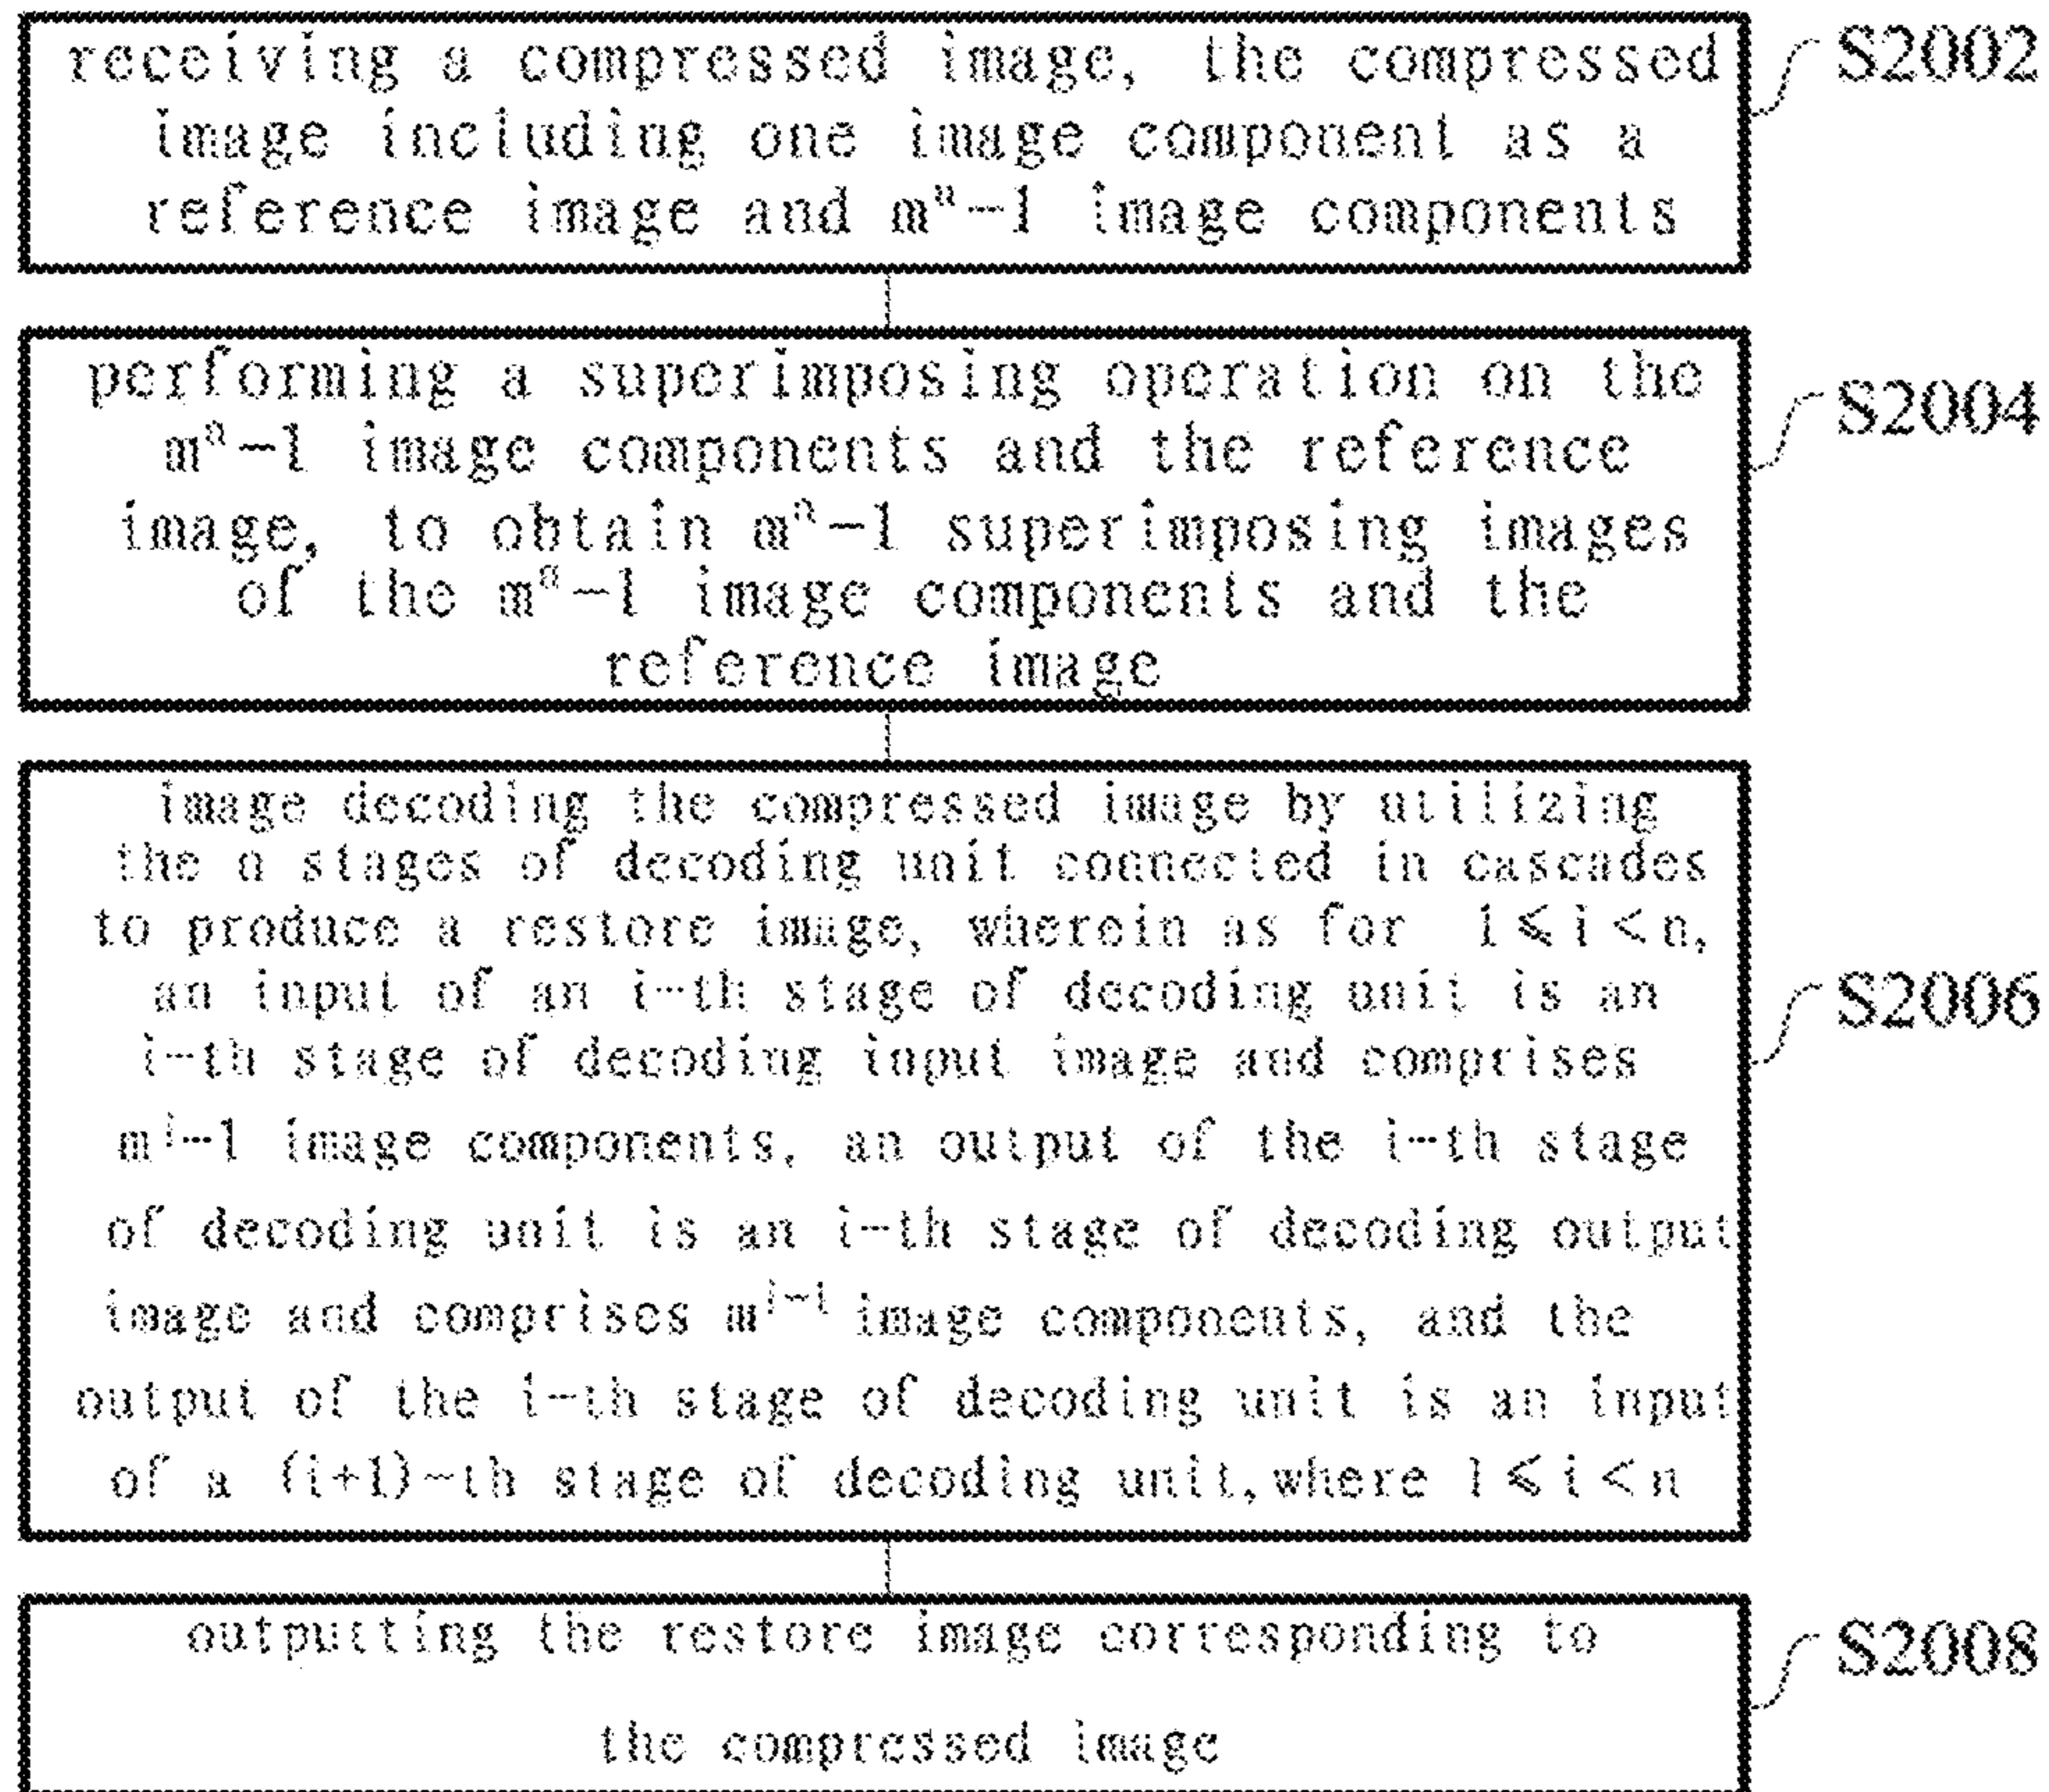 receiving a compressed image, the compressed
image including one image component as a
reference image and mⁿ-1 image components
S2002
performing a superimposing operation on the
mⁿ-1 image components and the reference
image, to obtain mⁿ-1 superimposing images
of the mⁿ-1 image components and the
reference image
S2004
image decoding the compressed image by utilizing
the n stages of decoding unit connected in cascades
to produce a restore image, wherein as for 1≤i<n,
an input of an i-th stage of decoding unit is an
i-th stage of decoding input image and comprises
mⁱ-1 image components, an output of the i-th stage
of decoding unit is an i-th stage of decoding output
image and comprises mⁱ⁻¹ image components, and the
output of the i-th stage of decoding unit is an input
of a (i+1)-th stage of decoding unit,where 1≤i<n
S2006
outputting the restore image corresponding to
the compressed image
S2008